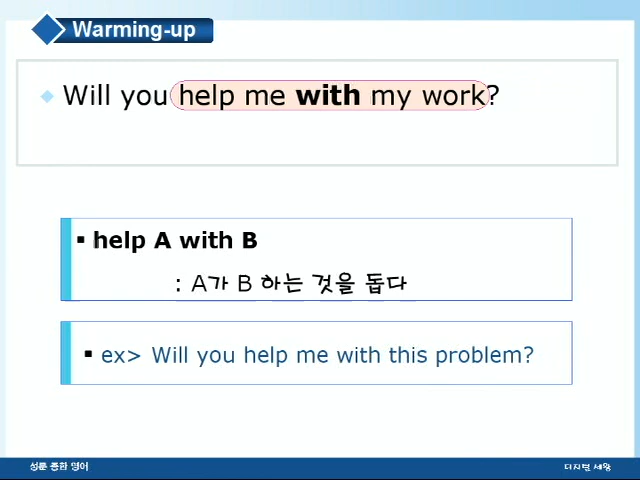 Warming-up
Will you help me with my work?
help A with B
: A가 B 하는 것을 돕다
ex> Will you help me with this problem?
성문 종합 영어
디지털 세왕